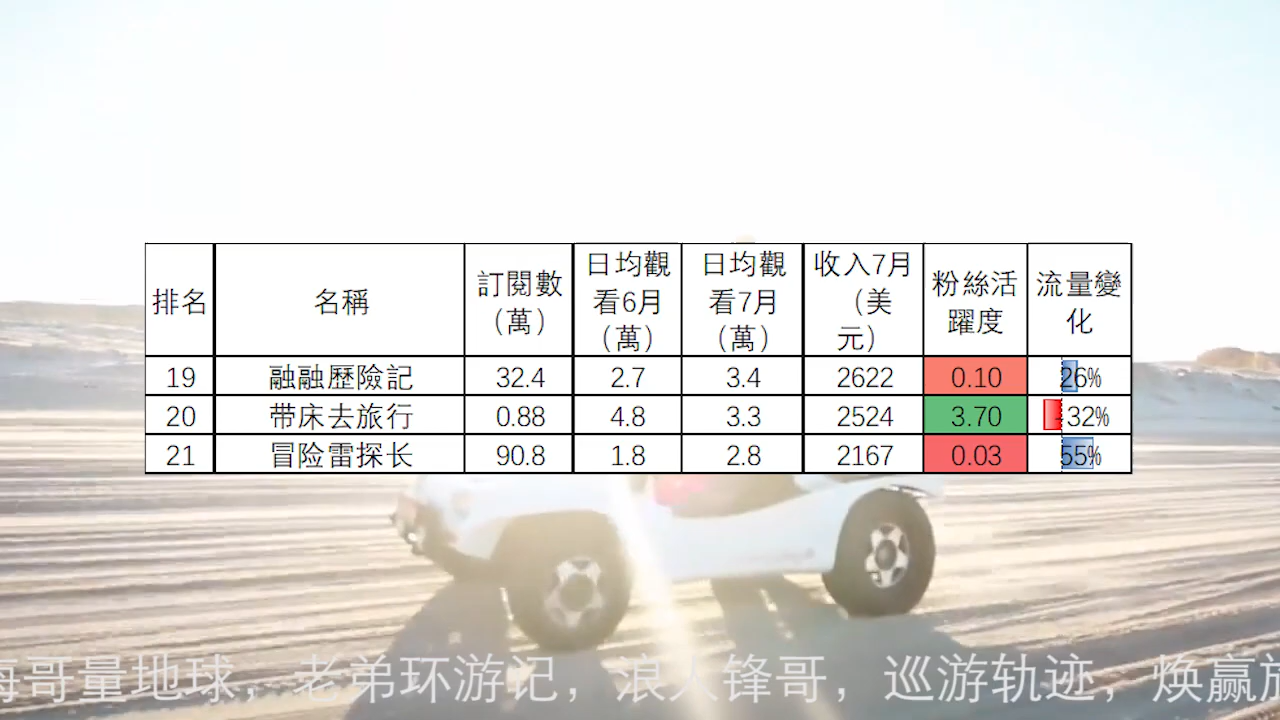 排名 名稱 訂閱數（萬） 日均觀看6月（萬） 日均觀看7月（萬） 收入7月（美元） 粉絲活躍度 流量變化
19 融融歷險記 32.4 2.7 3.4 2622 0.10 26%
20 带床去旅行 0.88 4.8 3.3 2524 3.70 32%
21 冒险雷探长 90.8 1.8 2.8 2167 0.03 55%
哥量地球，老弟环游记，浪人锋哥，巡游轨迹，焕赢